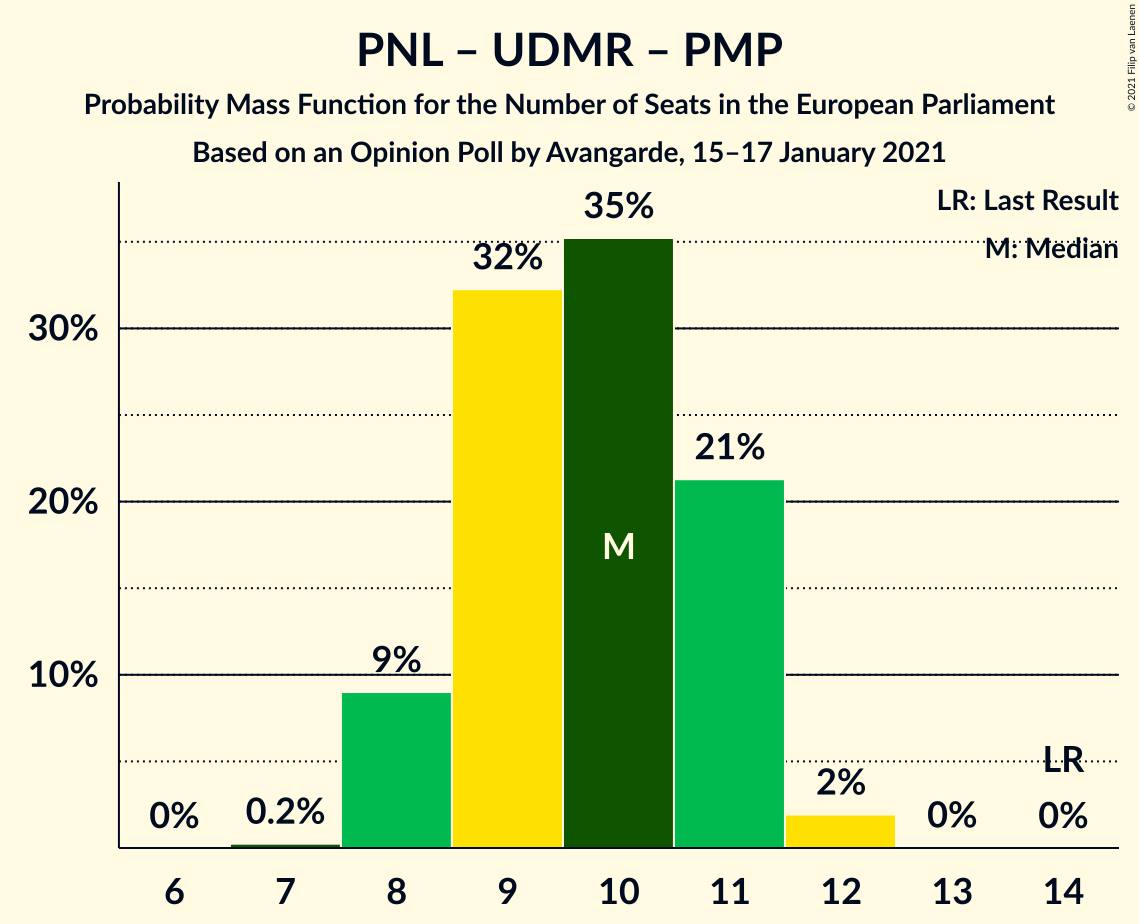 PNL – UDMR – PMP
Probability Mass Function for the Number of Seats in the European Parliament
Based on an Opinion Poll by Avangarde, 15–17 January 2021
© 2021 Filip van Laenen
LR: Last Result
M: Median
35%
32%
30%
21%
20%
M
9%
10%
LR
0%
0.2%
2%
0%
0%
6 7 8 9 10 11 12 13 14